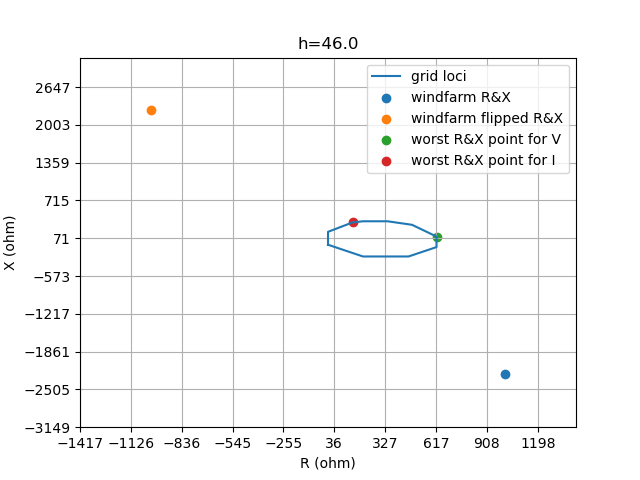 h=46.0
grid loci
windfarm R&X
windfarm flipped R&X
worst R&X point for V
worst R&X point for I
2647
2003
1359
715
71
−573
−1217
−1861
−2505
−3149
X (ohm)
−1417 −1126 −836 −545 −255 36 327 617 908 1198
R (ohm)